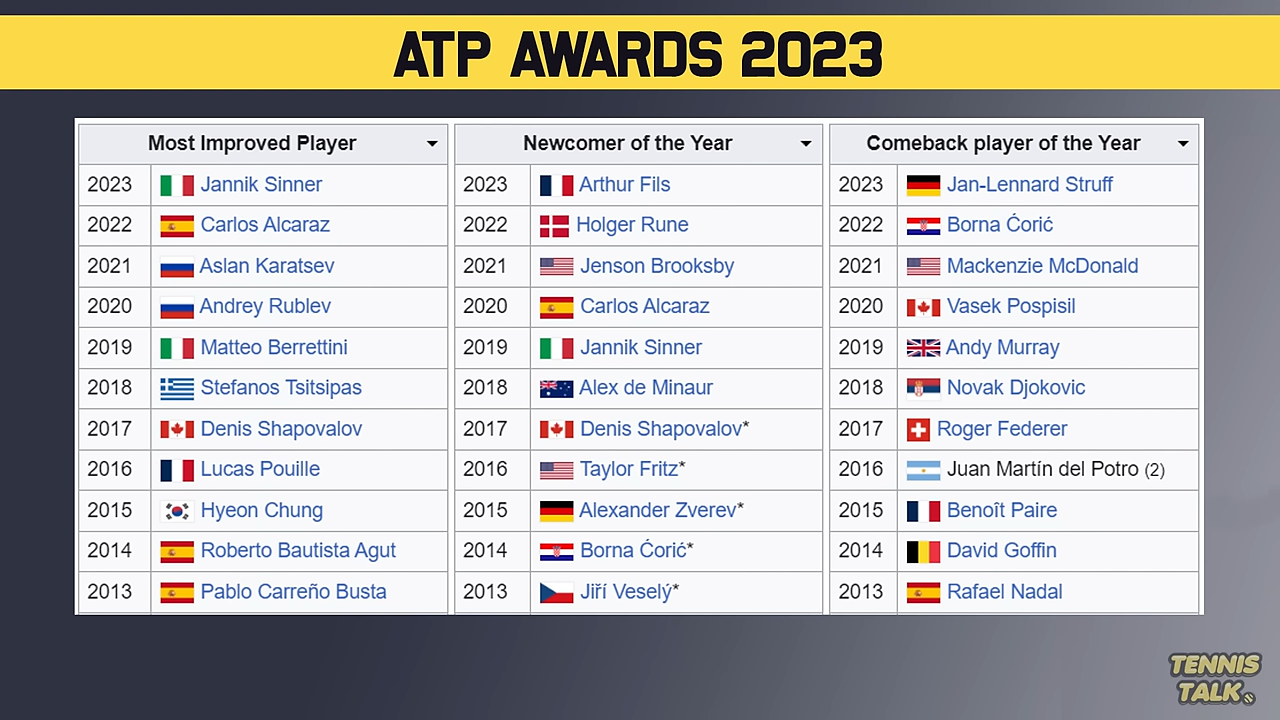 ATP AWARDS 2023
Most Improved Player Newcomer of the Year Comeback player of the Year
2023 Jannik Sinner 2023 Arthur Fils 2023 Jan-Lennard Struff
2022 Carlos Alcaraz 2022 Holger Rune 2022 Borna Ćorić
2021 Aslan Karatsev 2021 Jenson Brooksby 2021 Mackenzie McDonald
2020 Andrey Rublev 2020 Carlos Alcaraz 2020 Vasek Pospisil
2019 Matteo Berrettini 2019 Jannik Sinner 2019 Andy Murray
2018 Stefanos Tsitsipas 2018 Alex de Minaur 2018 Novak Djokovic
2017 Denis Shapovalov 2017 Denis Shapovalov* 2017 Roger Federer
2016 Lucas Pouille 2016 Taylor Fritz* 2016 Juan Martín del Potro (2)
2015 Hyeon Chung 2015 Alexander Zverev* 2015 Benoît Paire
2014 Roberto Bautista Agut 2014 Borna Ćorić* 2014 David Goffin
2013 Pablo Carreño Busta 2013 Jiří Veselý* 2013 Rafael Nadal
TENNIS
TALK